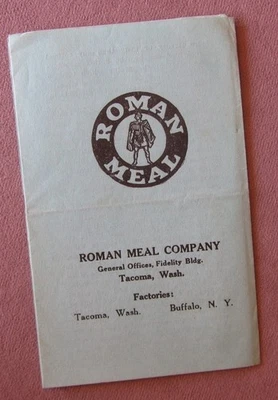 ROMAN
MEAL
ROMAN MEAL COMPANY
General Offices, Fidelity Bldg.
Tacoma, Wash.
Factories:
Tacoma, Wash. Buffalo, N. Y.